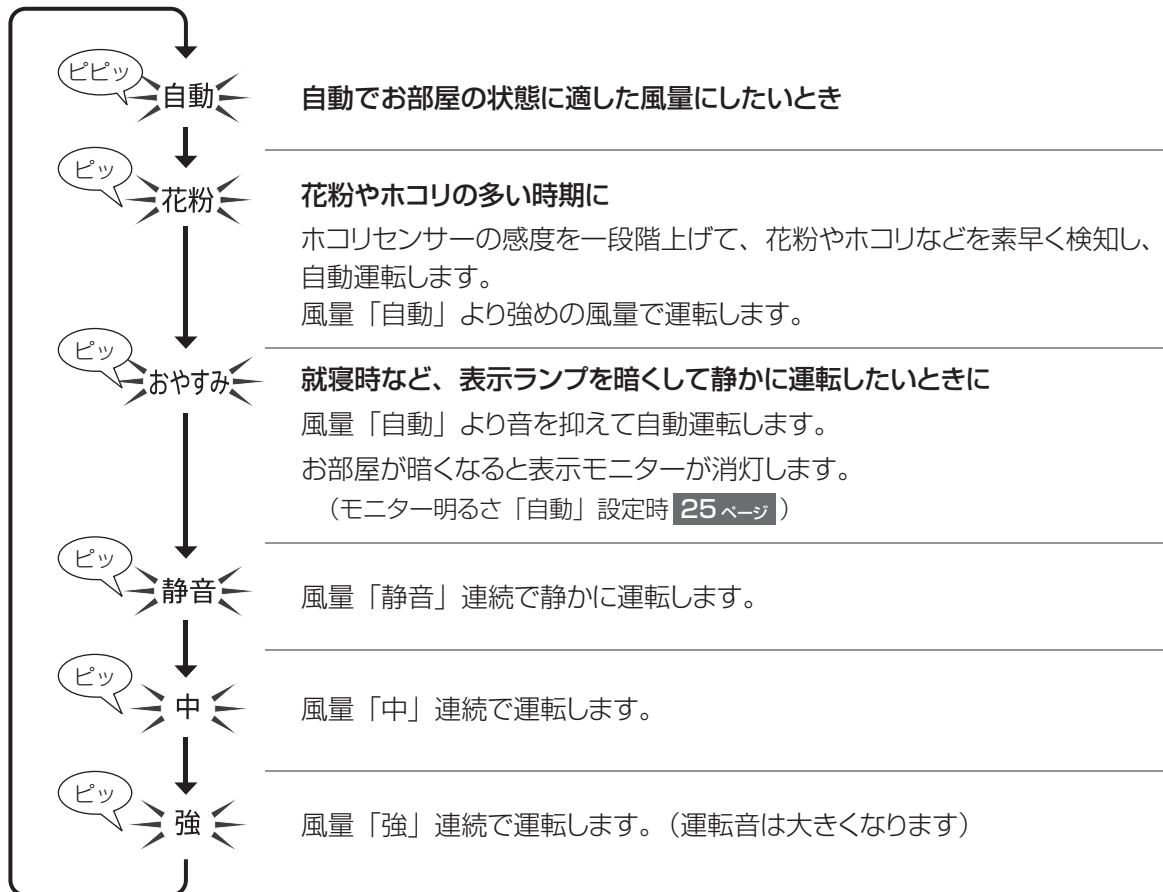 ピピッ
自動
自動でお部屋の状態に適した風量にしたいとき
ピッ
花粉
花粉やホコリの多い時期に
ホコリセンサーの感度を一段階上げて、花粉やホコリなどを素早く検知し、
自動運転します。
風量「自動」より強めの風量で運転します。
ピッ
おやすみ
就寝時など、表示ランプを暗くして静かに運転したいときに
風量「自動」より音を抑えて自動運転します。
お部屋が暗くなると表示モニターが消灯します。
（モニター明るさ「自動」設定時 25 ページ）
ピッ
静音
風量「静音」連続で静かに運転します。
ピッ
中
風量「中」連続で運転します。
ピッ
強
風量「強」連続で運転します。（運転音は大きくなります）